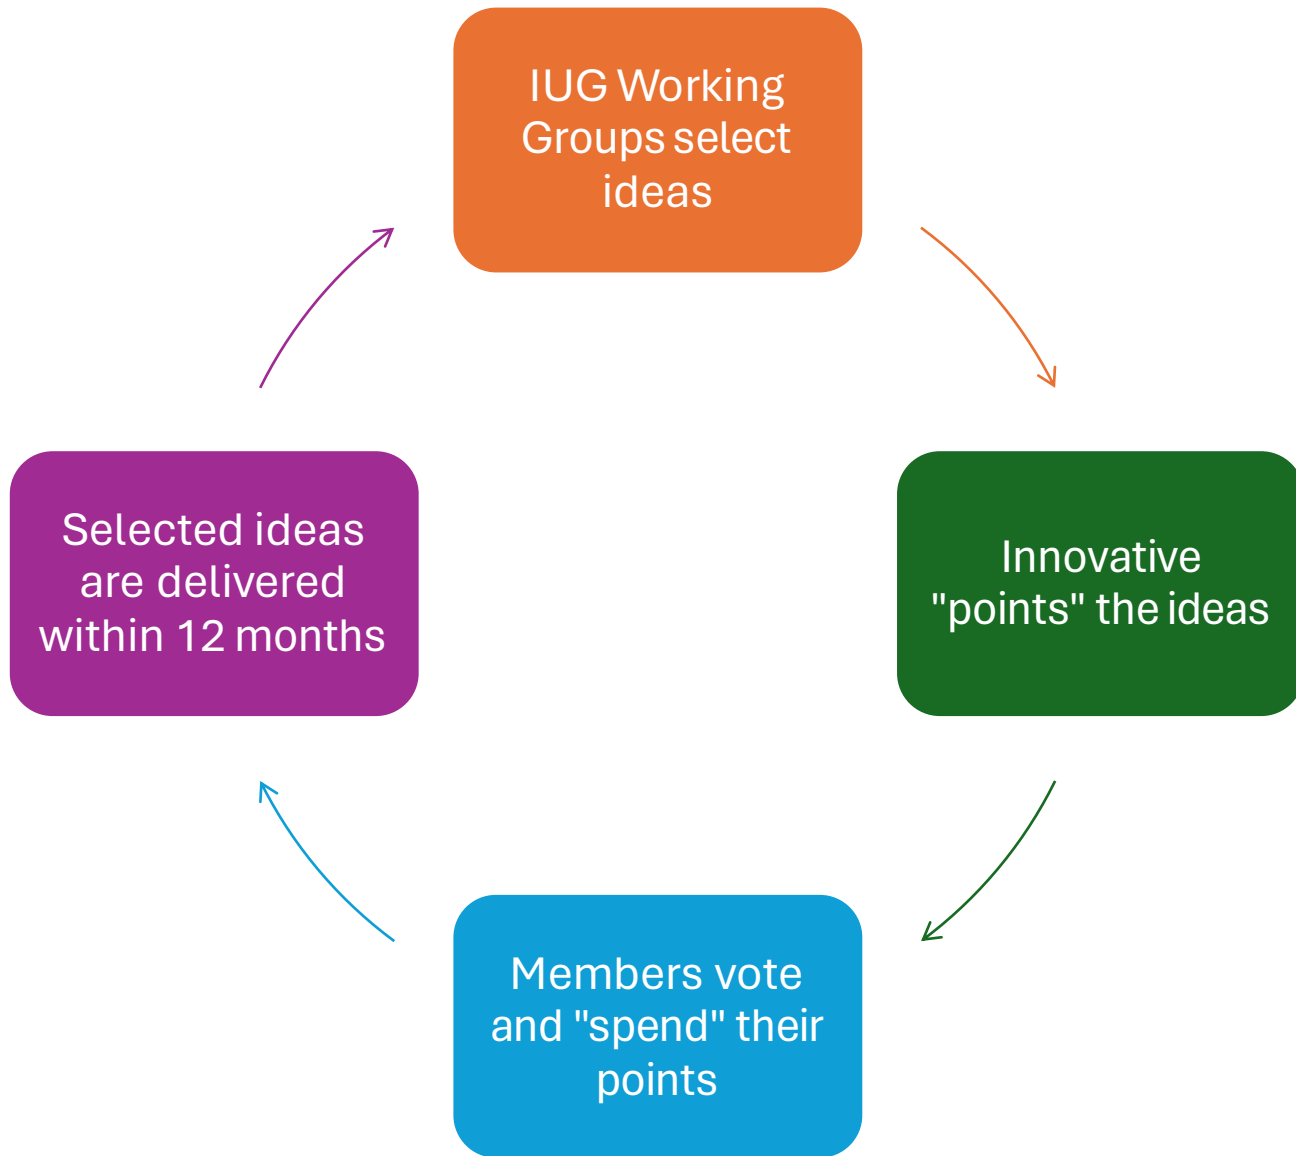 IUG Working
Groups select
ideas
Innovative
"points" the ideas
Members vote
and "spend" their
points
Selected ideas
are delivered
within 12 months